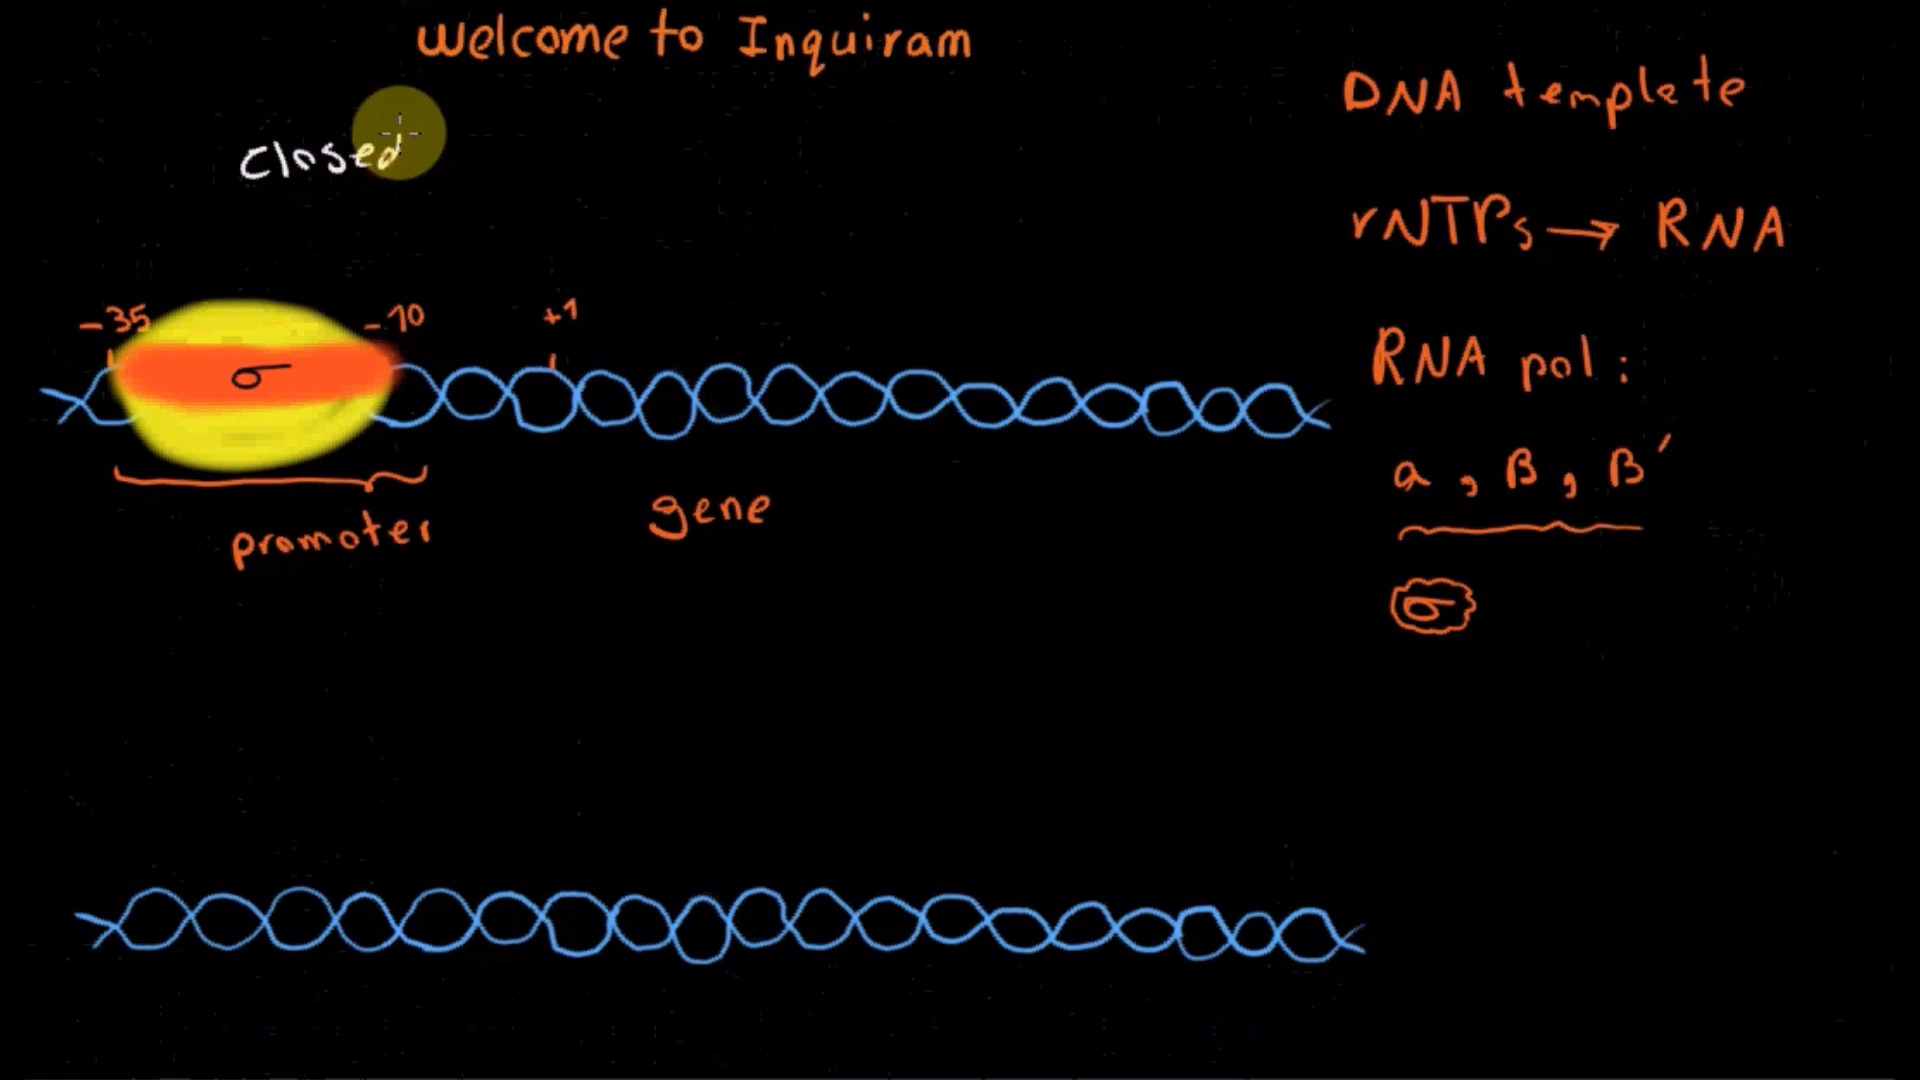 Welcome to Inquiram
closed
-35 -10 +1
σ
promoter
gene
DNA template
rNTPs → RNA
RNA pol:
a, B, B'
σ